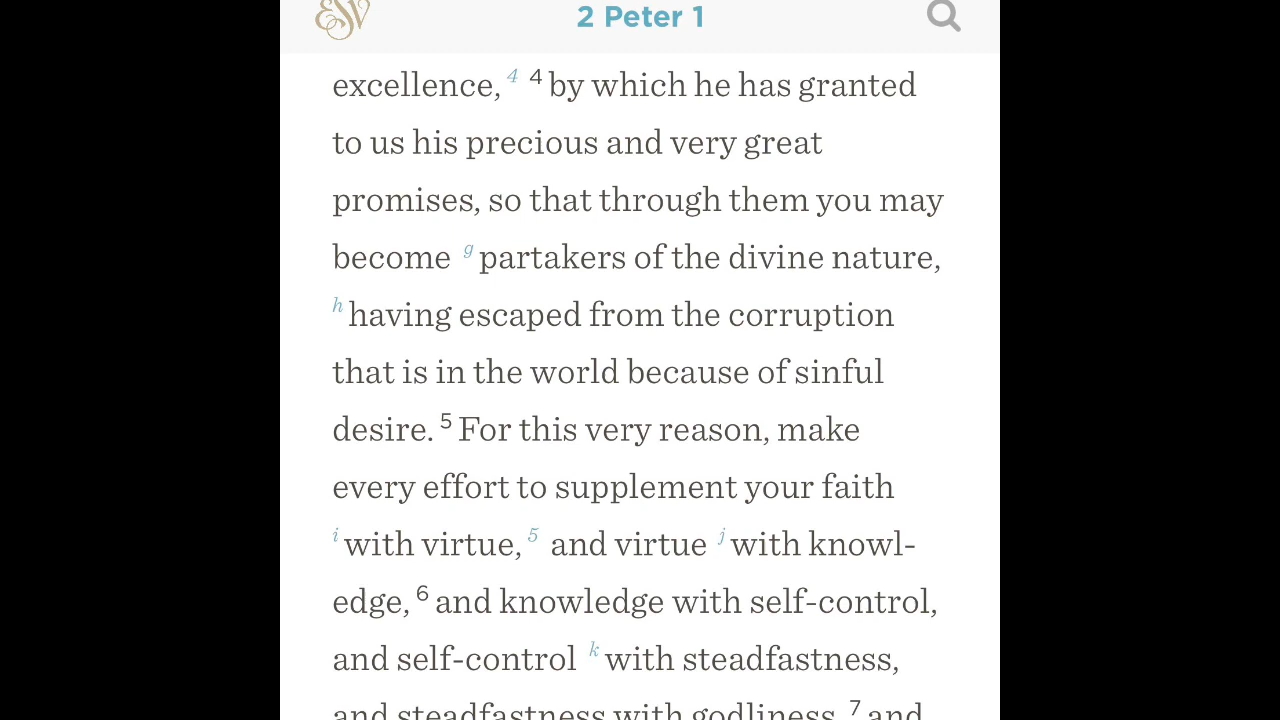 ESV
2 Peter 1
excellence, 4 4 by which he has granted
to us his precious and very great
promises, so that through them you may
become g partakers of the divine nature,
h having escaped from the corruption
that is in the world because of sinful
desire. 5 For this very reason, make
every effort to supplement your faith
i with virtue, 5 and virtue j with knowl-
edge, 6 and knowledge with self-control,
and self-control k with steadfastness,
and steadfastness with godliness, 7 and